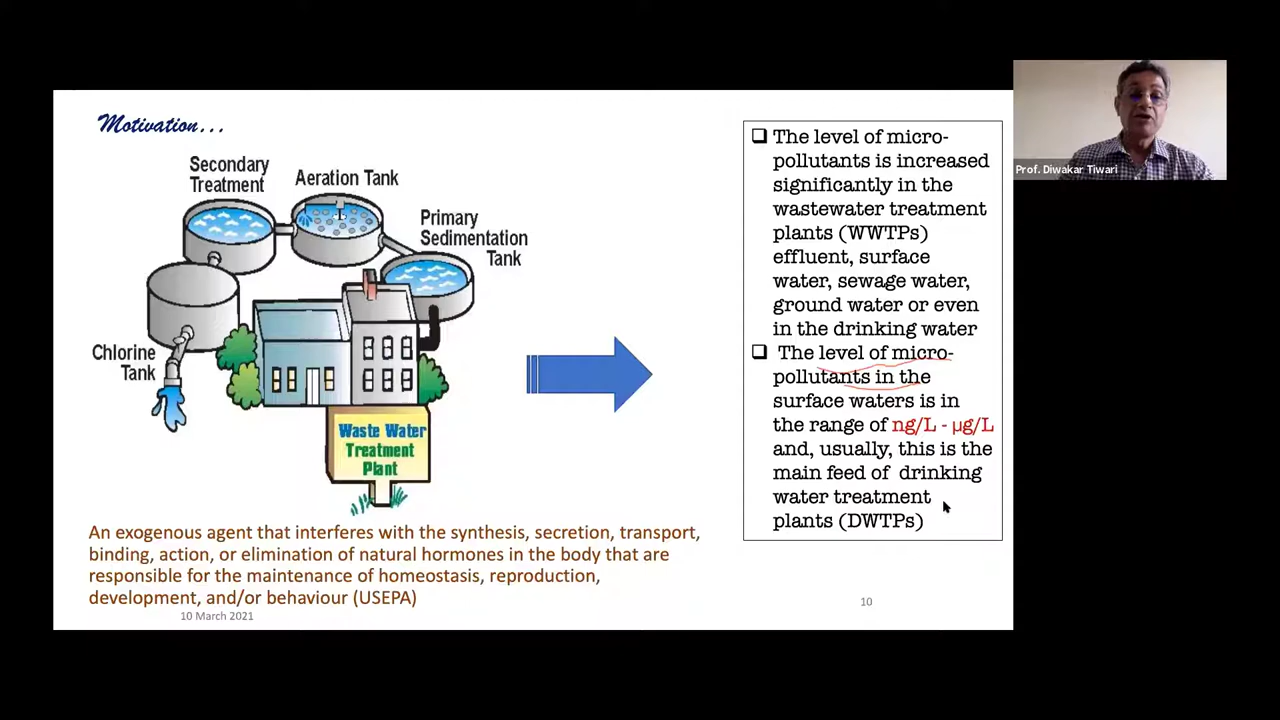 Motivation...
Secondary
Treatment
Aeration Tank
Primary
Sedimentation
Tank
Chlorine
Tank
Waste Water
Treatment
Plant
An exogenous agent that interferes with the synthesis, secretion, transport,
binding, action, or elimination of natural hormones in the body that are
responsible for the maintenance of homeostasis, reproduction,
development, and/or behaviour (USEPA)
10 March 2021
❑ The level of micro-
pollutants is increased
significantly in the
wastewater treatment
plants (WWTPs)
effluent, surface
water, sewage water,
ground water or even
in the drinking water
❑ The level of micro-
pollutants in the
surface waters is in
the range of ng/L - µg/L
and, usually, this is the
main feed of drinking
water treatment
plants (DWTPs)
10
Prof. Diwakar Tiwari